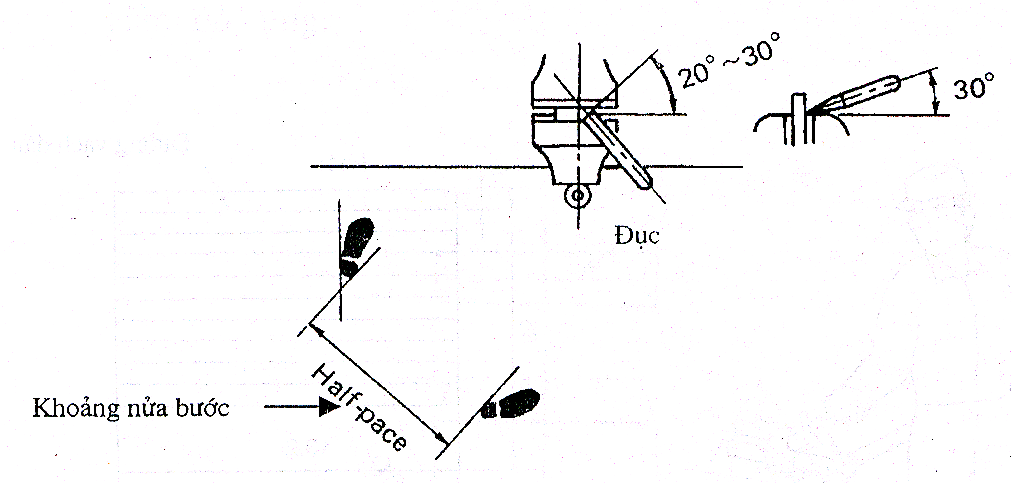 20° ~ 30°
30°
Đục
Half-pace
Khoảng nửa bước